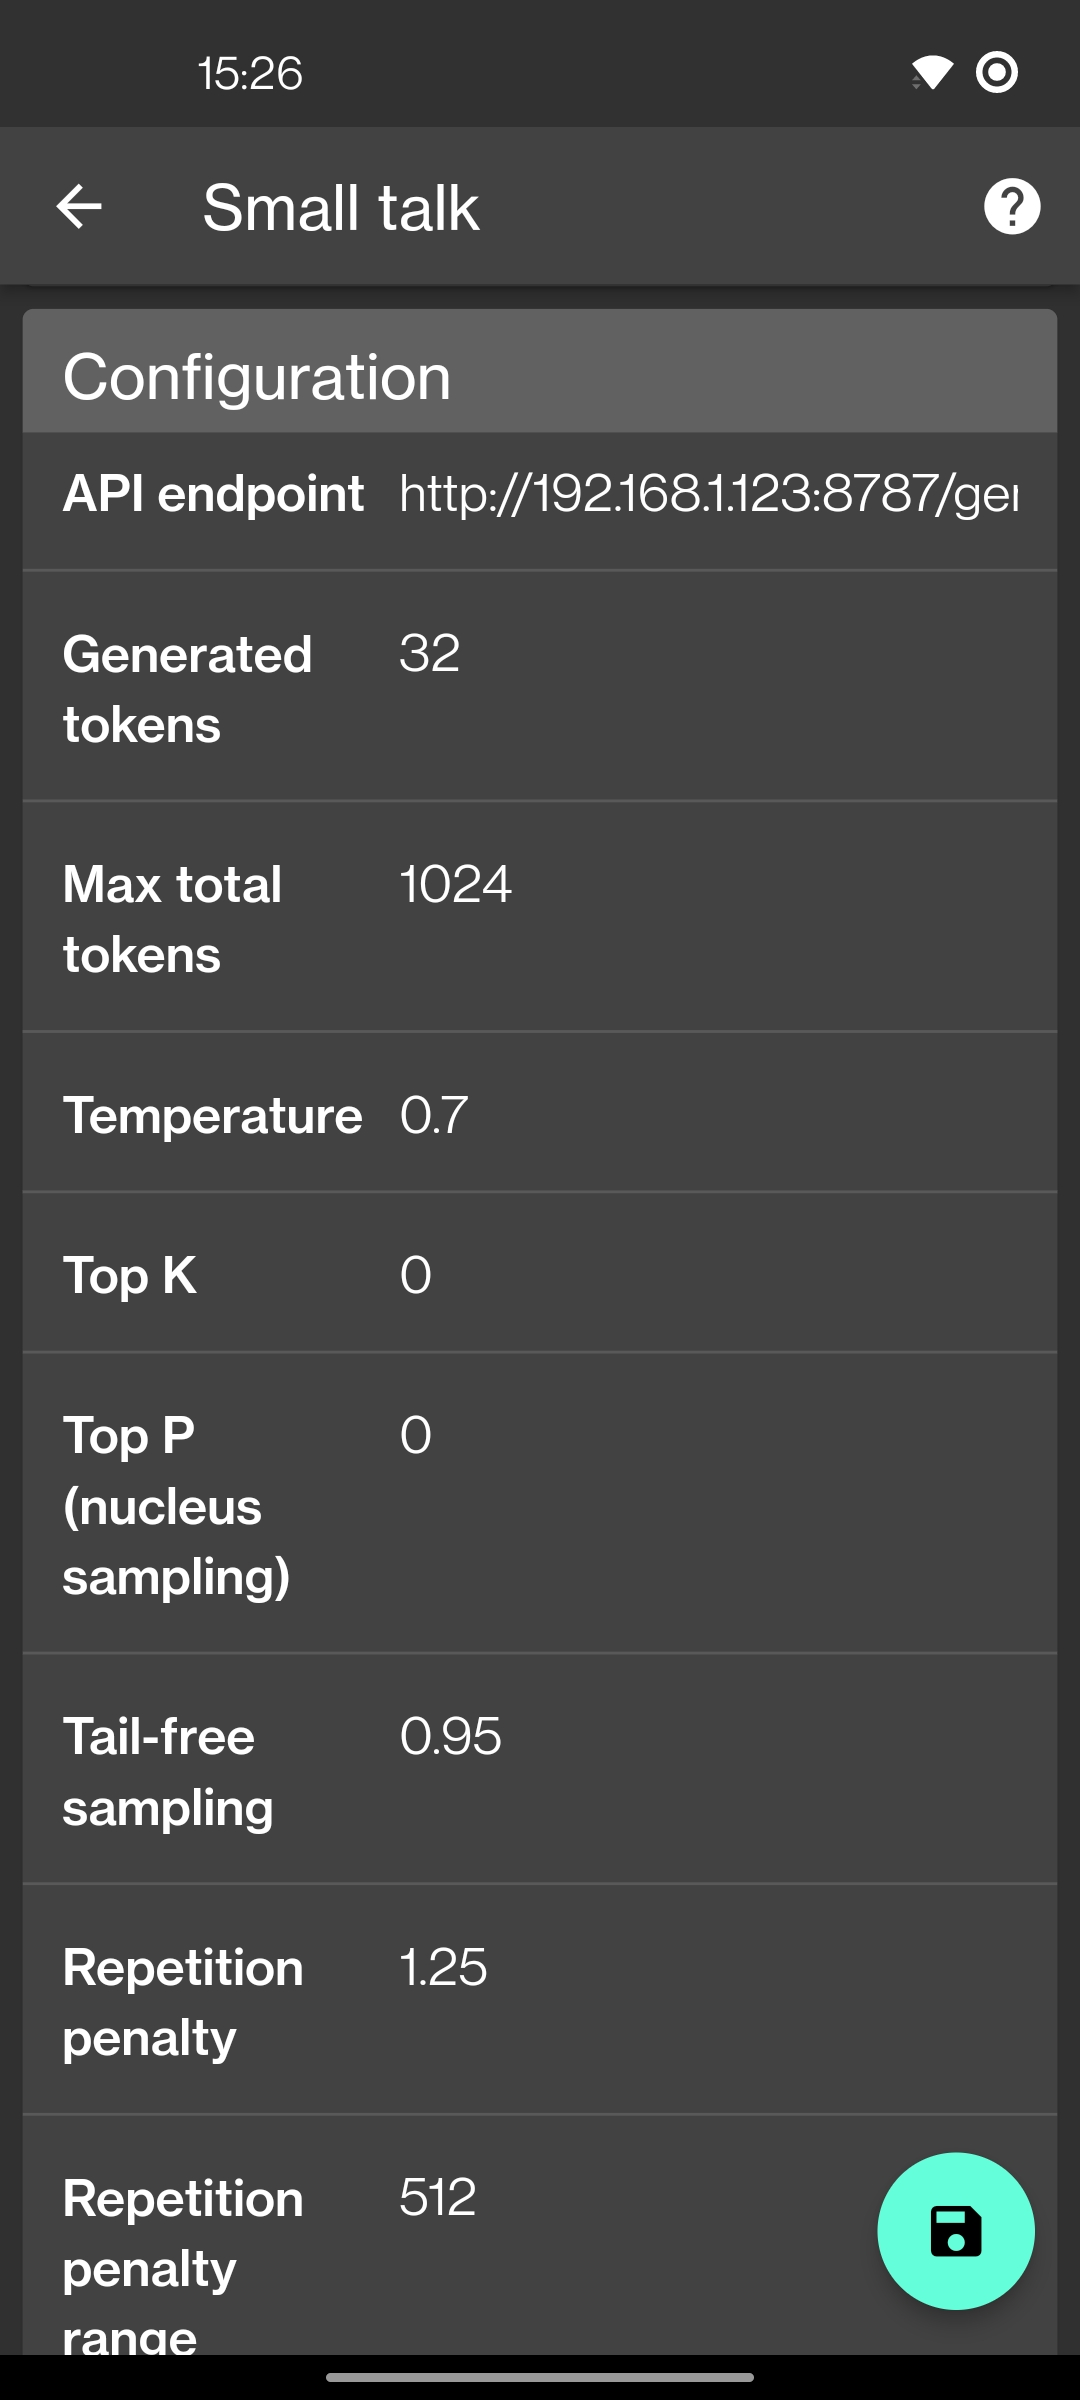 15:26
Small talk
Configuration
API endpoint http://192.168.1.123:8787/ge
Generated 32
tokens
Max total 1024
tokens
Temperature 0.7
Top K 0
Top P 0
(nucleus
sampling)
Tail-free 0.95
sampling
Repetition 1.25
penalty
Repetition 512
penalty
range